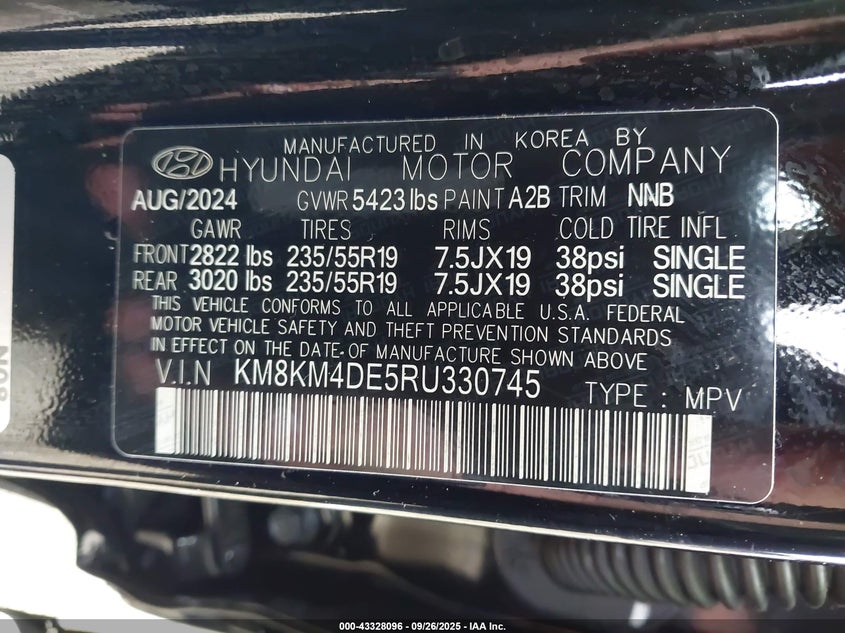 MANUFACTURED IN KOREA BY
HYUNDAI MOTOR COMPANY
AUG/2024 GVWR 5423 lbs PAINT A2B TRIM NNB
GAWR TIRES RIMS COLD TIRE INFL
FRONT 2822 lbs 235/55R19 7.5JX19 38psi SINGLE
REAR 3020 lbs 235/55R19 7.5JX19 38psi SINGLE
THIS VEHICLE CONFORMS TO ALL APPLICABLE U.S.A. FEDERAL
MOTOR VEHICLE SAFETY AND THEFT PREVENTION STANDARDS
IN EFFECT ON THE DATE OF MANUFACTURE SHOWN ABOVE
V.I.N KM8KM4DE5RU330745 TYPE : MPV
000-43328096 - 09/26/2025 - IAA Inc.